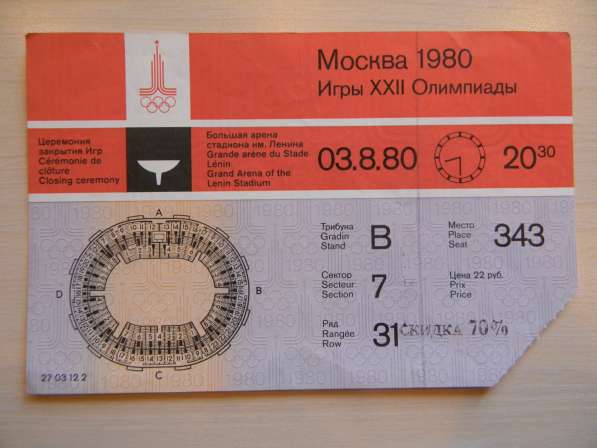 Москва 1980
Игры XXII Олимпиады
Церемония
закрытия Игр
Cérémonie de
clôture
Closing ceremony
Большая арена
стадиона им. Ленина
Grande arène du Stade
Lénin
Grand Arena of the
Lenin Stadium
03.8.80
20 30
A
B
C
D
27 03 12 2
Трибуна
Gradin
Stand
B
Место
Place
Seat
343
Сектор
Secteur
Section
7
Цена 22 руб.
Prix
Price
Ряд
Rangée
Row
31
СКИДКА 70%